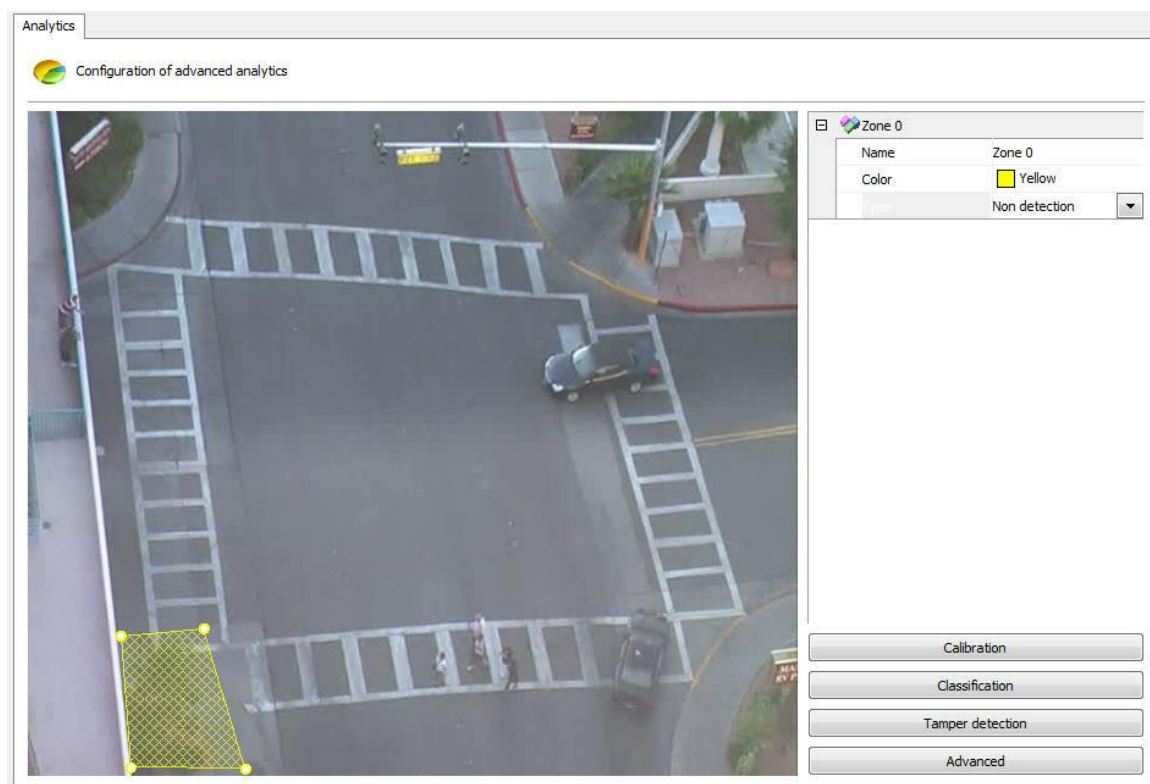 Analytics
Configuration of advanced analytics
Zone 0
Name Zone 0
Color Yellow
Type Non detection
Calibration
Classification
Tamper detection
Advanced